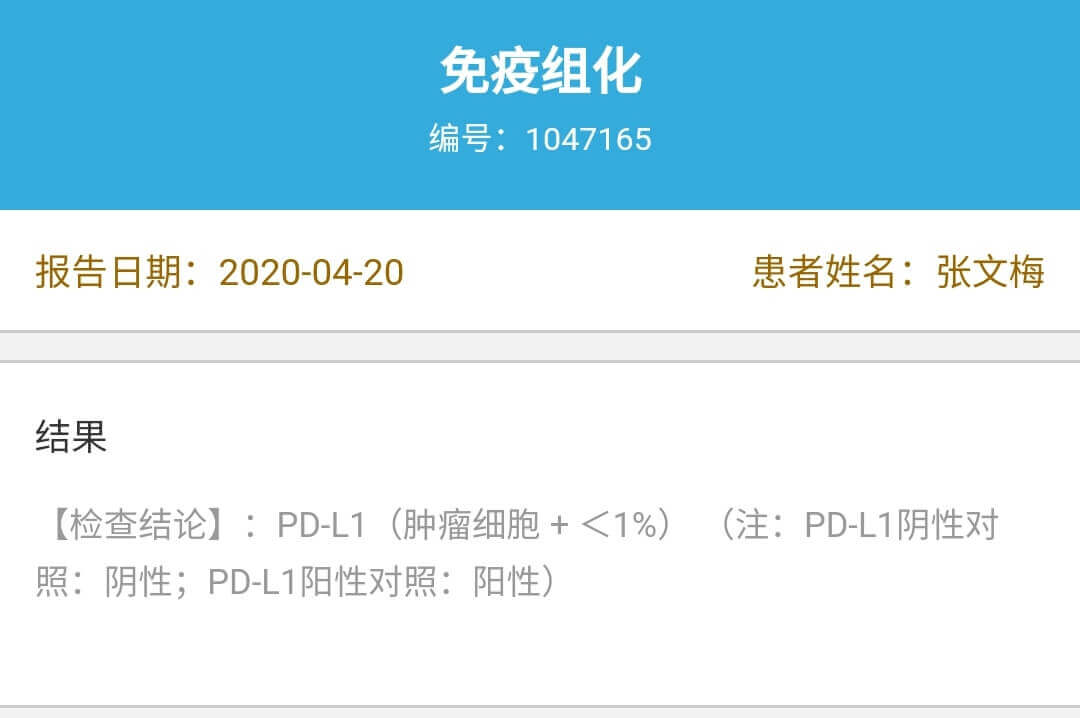 免疫组化
编号：1047165
报告日期：2020-04-20
患者姓名：张文梅
结果
【检查结论】：PD-L1（肿瘤细胞 + ＜1%）（注：PD-L1阴性对
照：阴性；PD-L1阳性对照：阳性）